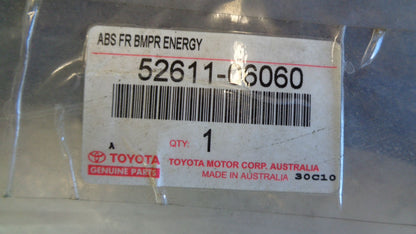 ABS FR BMPR ENERGY
52611-06060
A
QTY: 1
TOYOTA
GENUINE PARTS
TOYOTA MOTOR CORP. AUSTRALIA
MADE IN AUSTRALIA 30C10